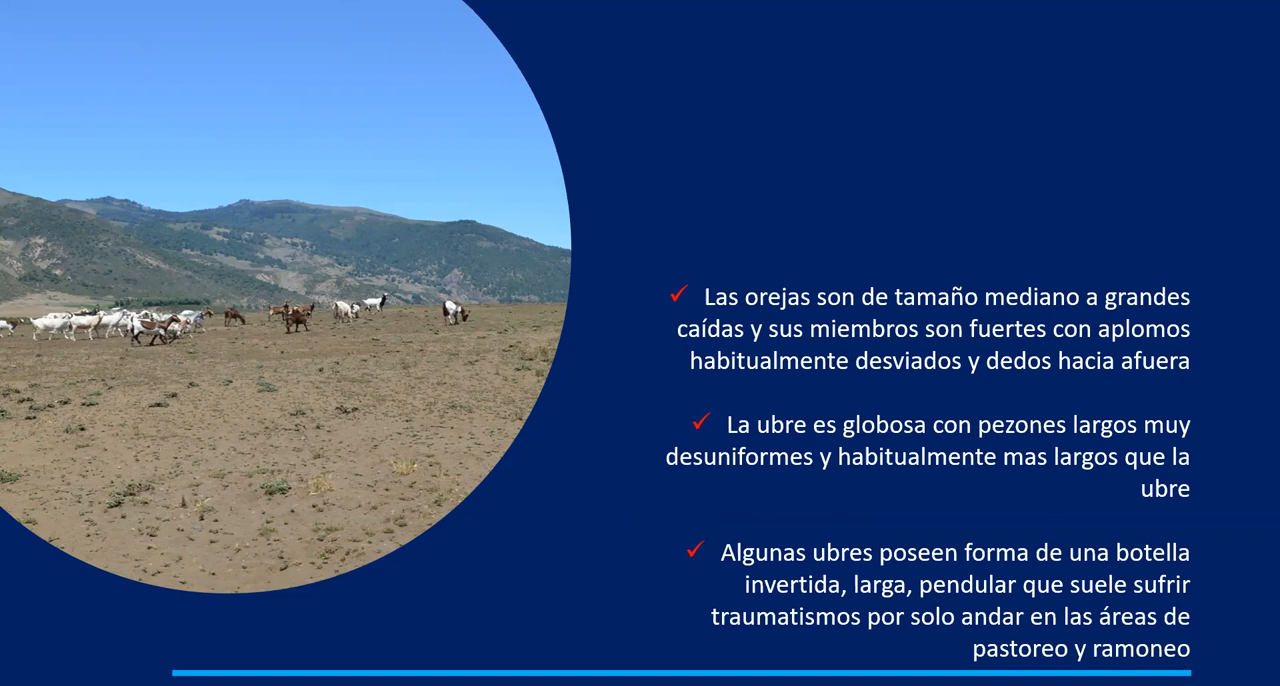 ✓ Las orejas son de tamaño mediano a grandes
caídas y sus miembros son fuertes con aplomos
habitualmente desviados y dedos hacia afuera
✓ La ubre es globosa con pezones largos muy
desuniformes y habitualmente mas largos que la
ubre
✓ Algunas ubres poseen forma de una botella
invertida, larga, pendular que suele sufrir
traumatismos por solo andar en las áreas de
pastoreo y ramoneo